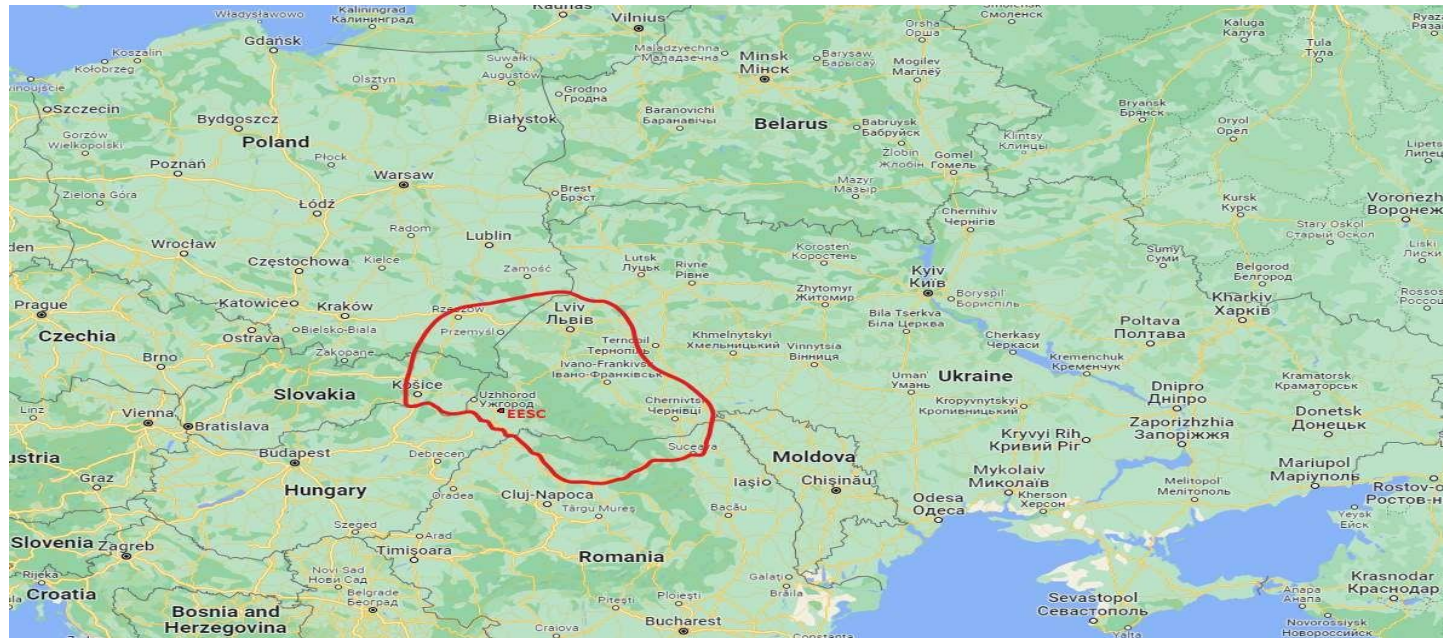 Władysławowo
Kaliningrad
Калининград
Kaunas
Vilnius
Smolensk
Смоленск
Kaluga
Калуга
Tula
Тула
Koszalin
Kołobrzeg
Gdańsk
Suwałki
Augustów
Olsztyn
Maladzyechna
Маладзечна
Minsk
Мінск
Barysaw
Барысаў
Orsha
Орша
Mogilev
Магілёў
Szczecin
Gorzów
Wielkopolski
Bydgoszcz
Poland
Białystok
Grodno
Гродна
Baranovichi
Баранавічы
Belarus
Babruysk
Бабруйск
Žlobin
Жлобін
Gomel
Гомель
Klintsy
Клинцы
Bryansk
Брянск
Oryol
Орёл
Poznań
Płock
Warsaw
Zielona Góra
Łódź
Brest
Брэст
Mazyr
Мазыр
Chernihiv
Чернігів
Kursk
Курск
Voronezh
Воронеж
Stary Oskol
Старый Оскол
Liski
Лиски
Wrocław
Radom
Lublin
Częstochowa
Kielce
Zamość
Lutsk
Луцьк
Rivne
Рівне
Korosten'
Коростень
Kyiv
Київ
Sumy
Суми
Belgorod
Белгород
Prague
Katowice
Kraków
Rzeszów
Lviv
Львів
Zhytomyr
Житомир
Boryspil'
Бориспіль
Kharkiv
Харків
Czechia
Ostrava
Bielsko-Biala
Przemyśl
Zakopane
Ternopil
Тернопіль
Khmelnytskyi
Хмельницький
Vinnytsia
Вінниця
Bila Tserkva
Біла Церква
Cherkasy
Черкаси
Poltava
Полтава
Brno
Ivano-Frankivsk
Івано-Франківськ
Uman'
Умань
Ukraine
Kremenchuk
Кременчук
Kramatorsk
Краматорськ
Slovakia
Košice
Uzhhorod
Ужгород
EESC
Chernivtsi
Чернівці
Kropyvnytskyi
Кропивницький
Dnipro
Дніпро
Donetsk
Донецьк
Linz
Vienna
Bratislava
Kryvyi Rih
Кривий Ріг
Zaporizhzhia
Запоріжжя
Budapest
Debrecen
Suceava
Moldova
Mykolaiv
Миколаїв
Mariupol
Маріуполь
Graz
Hungary
Oradea
Cluj-Napoca
Târgu Mureș
Iași
Chișinău
Odesa
Одеса
Kherson
Херсон
Melitopol'
Мелітополь
Bacău
Yeysk
Ейск
Slovenia
Zagreb
Szeged
Arad
Timișoara
Romania
Rijeka
Croatia
Novi Sad
Нови Сад
Belgrade
Београд
Galați
Brăila
Krasnodar
Краснодар
Bosnia and
Herzegovina
Pitești
Ploiești
Bucharest
Craiova
Constanța
Sevastopol
Севастополь
Yalta
Anapa
Анапа
Novorossiysk
Новороссийск